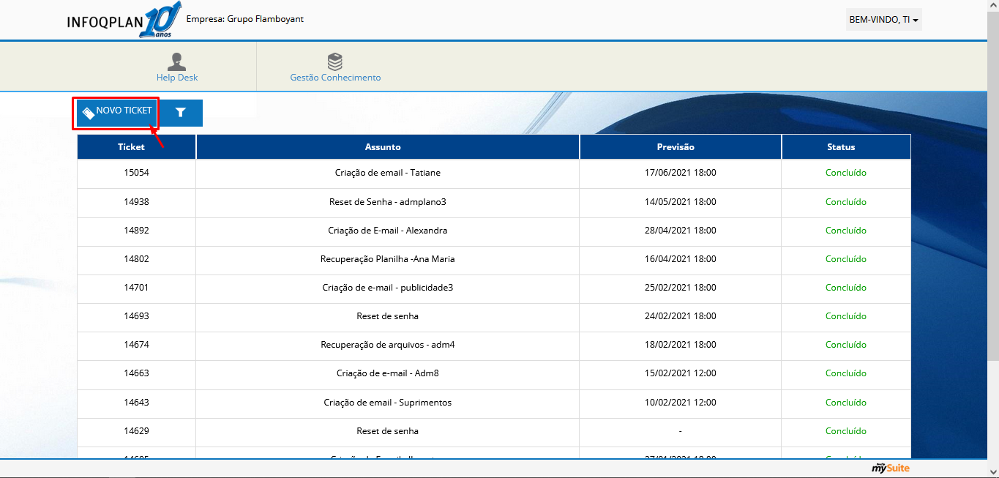 INFOQPLAN 10 anos Empresa: Grupo Flamboyant BEM-VINDO, TI
Help Desk Gestão Conhecimento
NOVO TICKET
Ticket Assunto Previsão Status
15054 Criação de email - Tatiane 17/06/2021 18:00 Concluído
14938 Reset de Senha - admplano3 14/05/2021 18:00 Concluído
14892 Criação de E-mail - Alexandra 28/04/2021 18:00 Concluído
14802 Recuperação Planilha -Ana Maria 16/04/2021 18:00 Concluído
14701 Criação de e-mail - publicidade3 25/02/2021 18:00 Concluído
14693 Reset de senha 24/02/2021 18:00 Concluído
14674 Recuperação de arquivos - adm4 18/02/2021 18:00 Concluído
14663 Criação de e-mail - Adm8 15/02/2021 12:00 Concluído
14643 Criação de email - Suprimentos 10/02/2021 12:00 Concluído
14629 Reset de senha - Concluído
27/01/2021 18:00 Concluído
mySuite